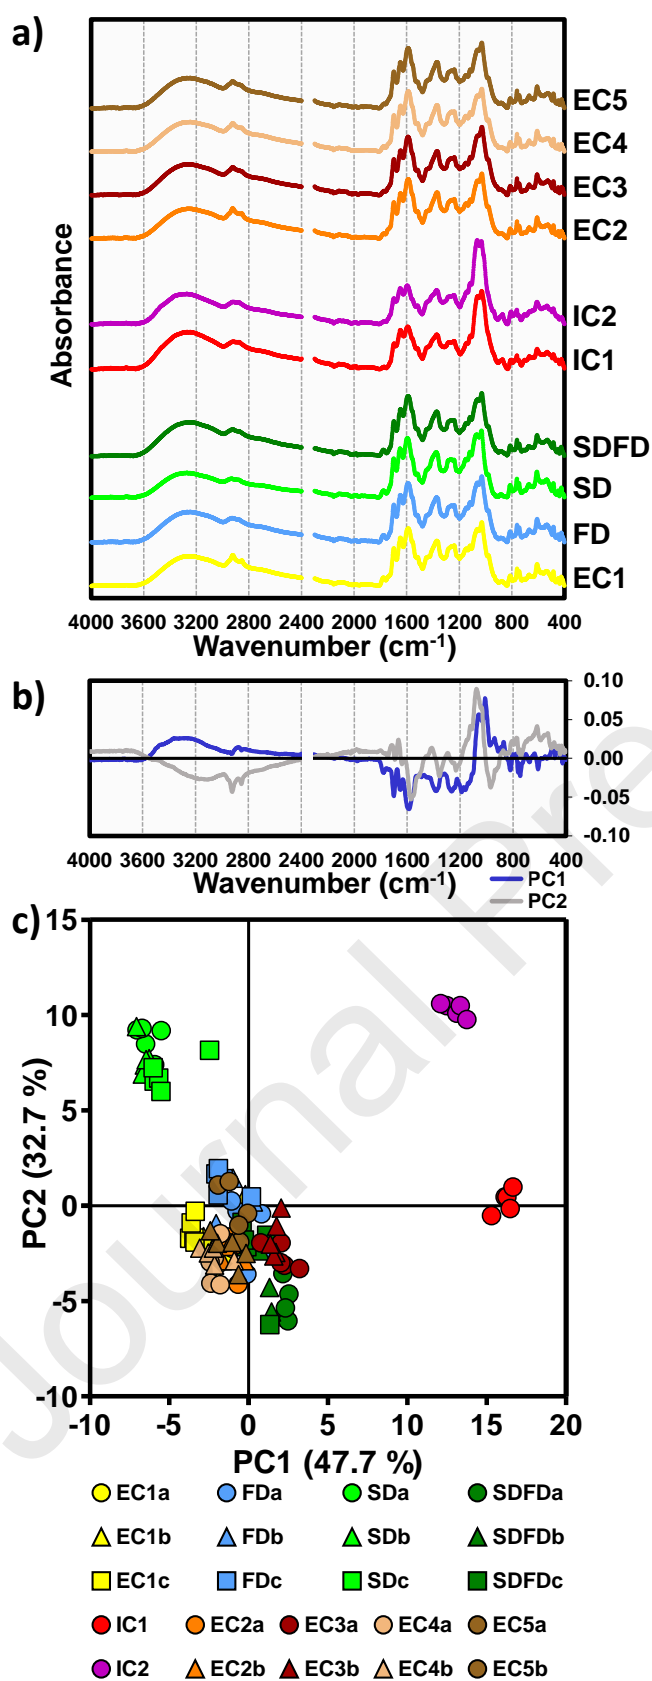 a)
EC5
EC4
EC3
EC2
IC2
IC1
SDFD
SD
FD
EC1
Absorbance
4000 3600 3200 2800 2400 2000 1600 1200 800 400
Wavenumber (cm-1)
b)
0.10
0.05
0.00
-0.05
-0.10
4000 3600 3200 2800 2400 2000 1600 1200 800 400
Wavenumber (cm-1)
PC1
PC2
c)
15
10
5
0
-5
-10
PC2 (32.7 %)
-10 -5 0 5 10 15 20
PC1 (47.7 %)
EC1a FDa SDa SDFDa
EC1b FDb SDb SDFDb
EC1c FDc SDc SDFDc
IC1 EC2a EC3a EC4a EC5a
IC2 EC2b EC3b EC4b EC5b
Journal Pre